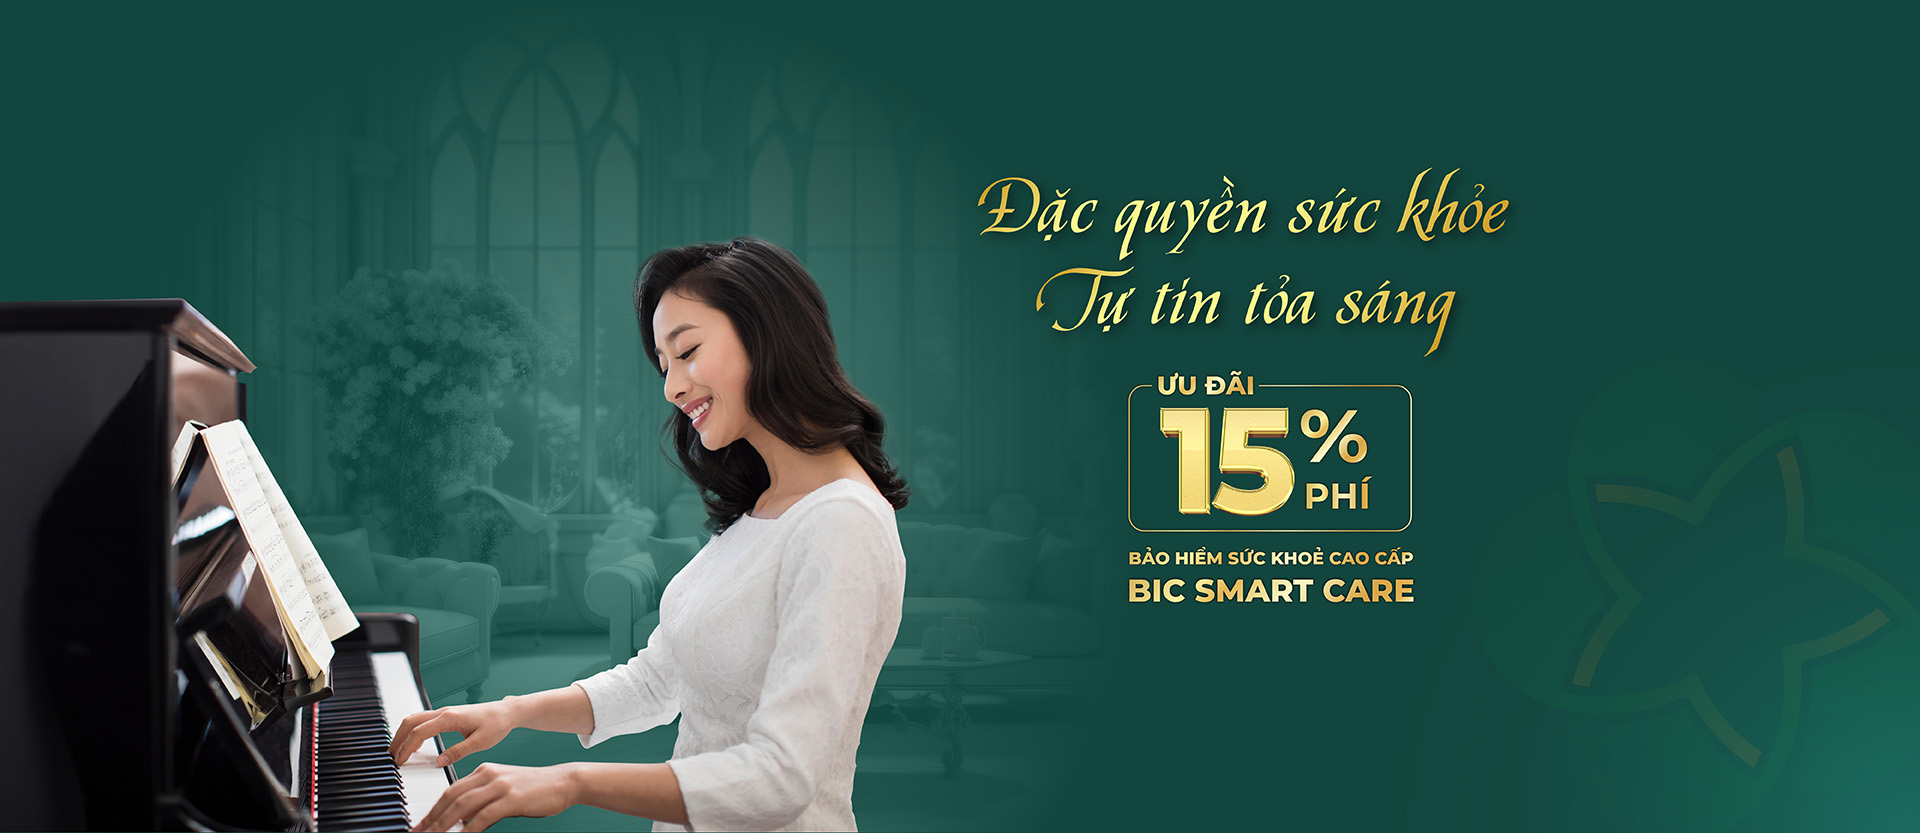 Đặc quyền sức khỏe
Tự tin tỏa sáng
ƯU ĐÃI
15%
PHÍ
BẢO HIỂM SỨC KHOẺ CAO CẤP
BIC SMART CARE